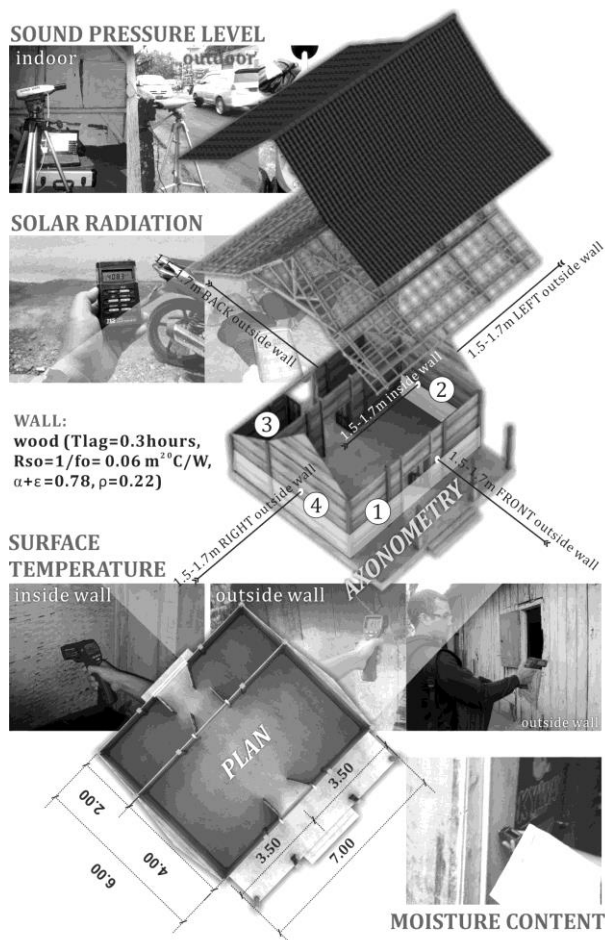 SOUND PRESSURE LEVEL
indoor
outdoor
SOLAR RADIATION
1.5-1.7m LEFT outside wall
1.7m BACK outside wall
1.5-1.7m inside wall
2
3
WALL:
wood (Tlag=0.3hours,
Rso=1/fo= 0.06 m²⁰C/W,
α+ε=0.78, ρ=0.22)
4
1
1.5-1.7m FRONT outside wall
1.5-1.7m RIGHT outside wall
AXONOMETRY
SURFACE
TEMPERATURE
inside wall
outside wall
outside wall
PLAN
3.50
3.50
7.00
2.00
4.00
6.00
MOISTURE CONTENT